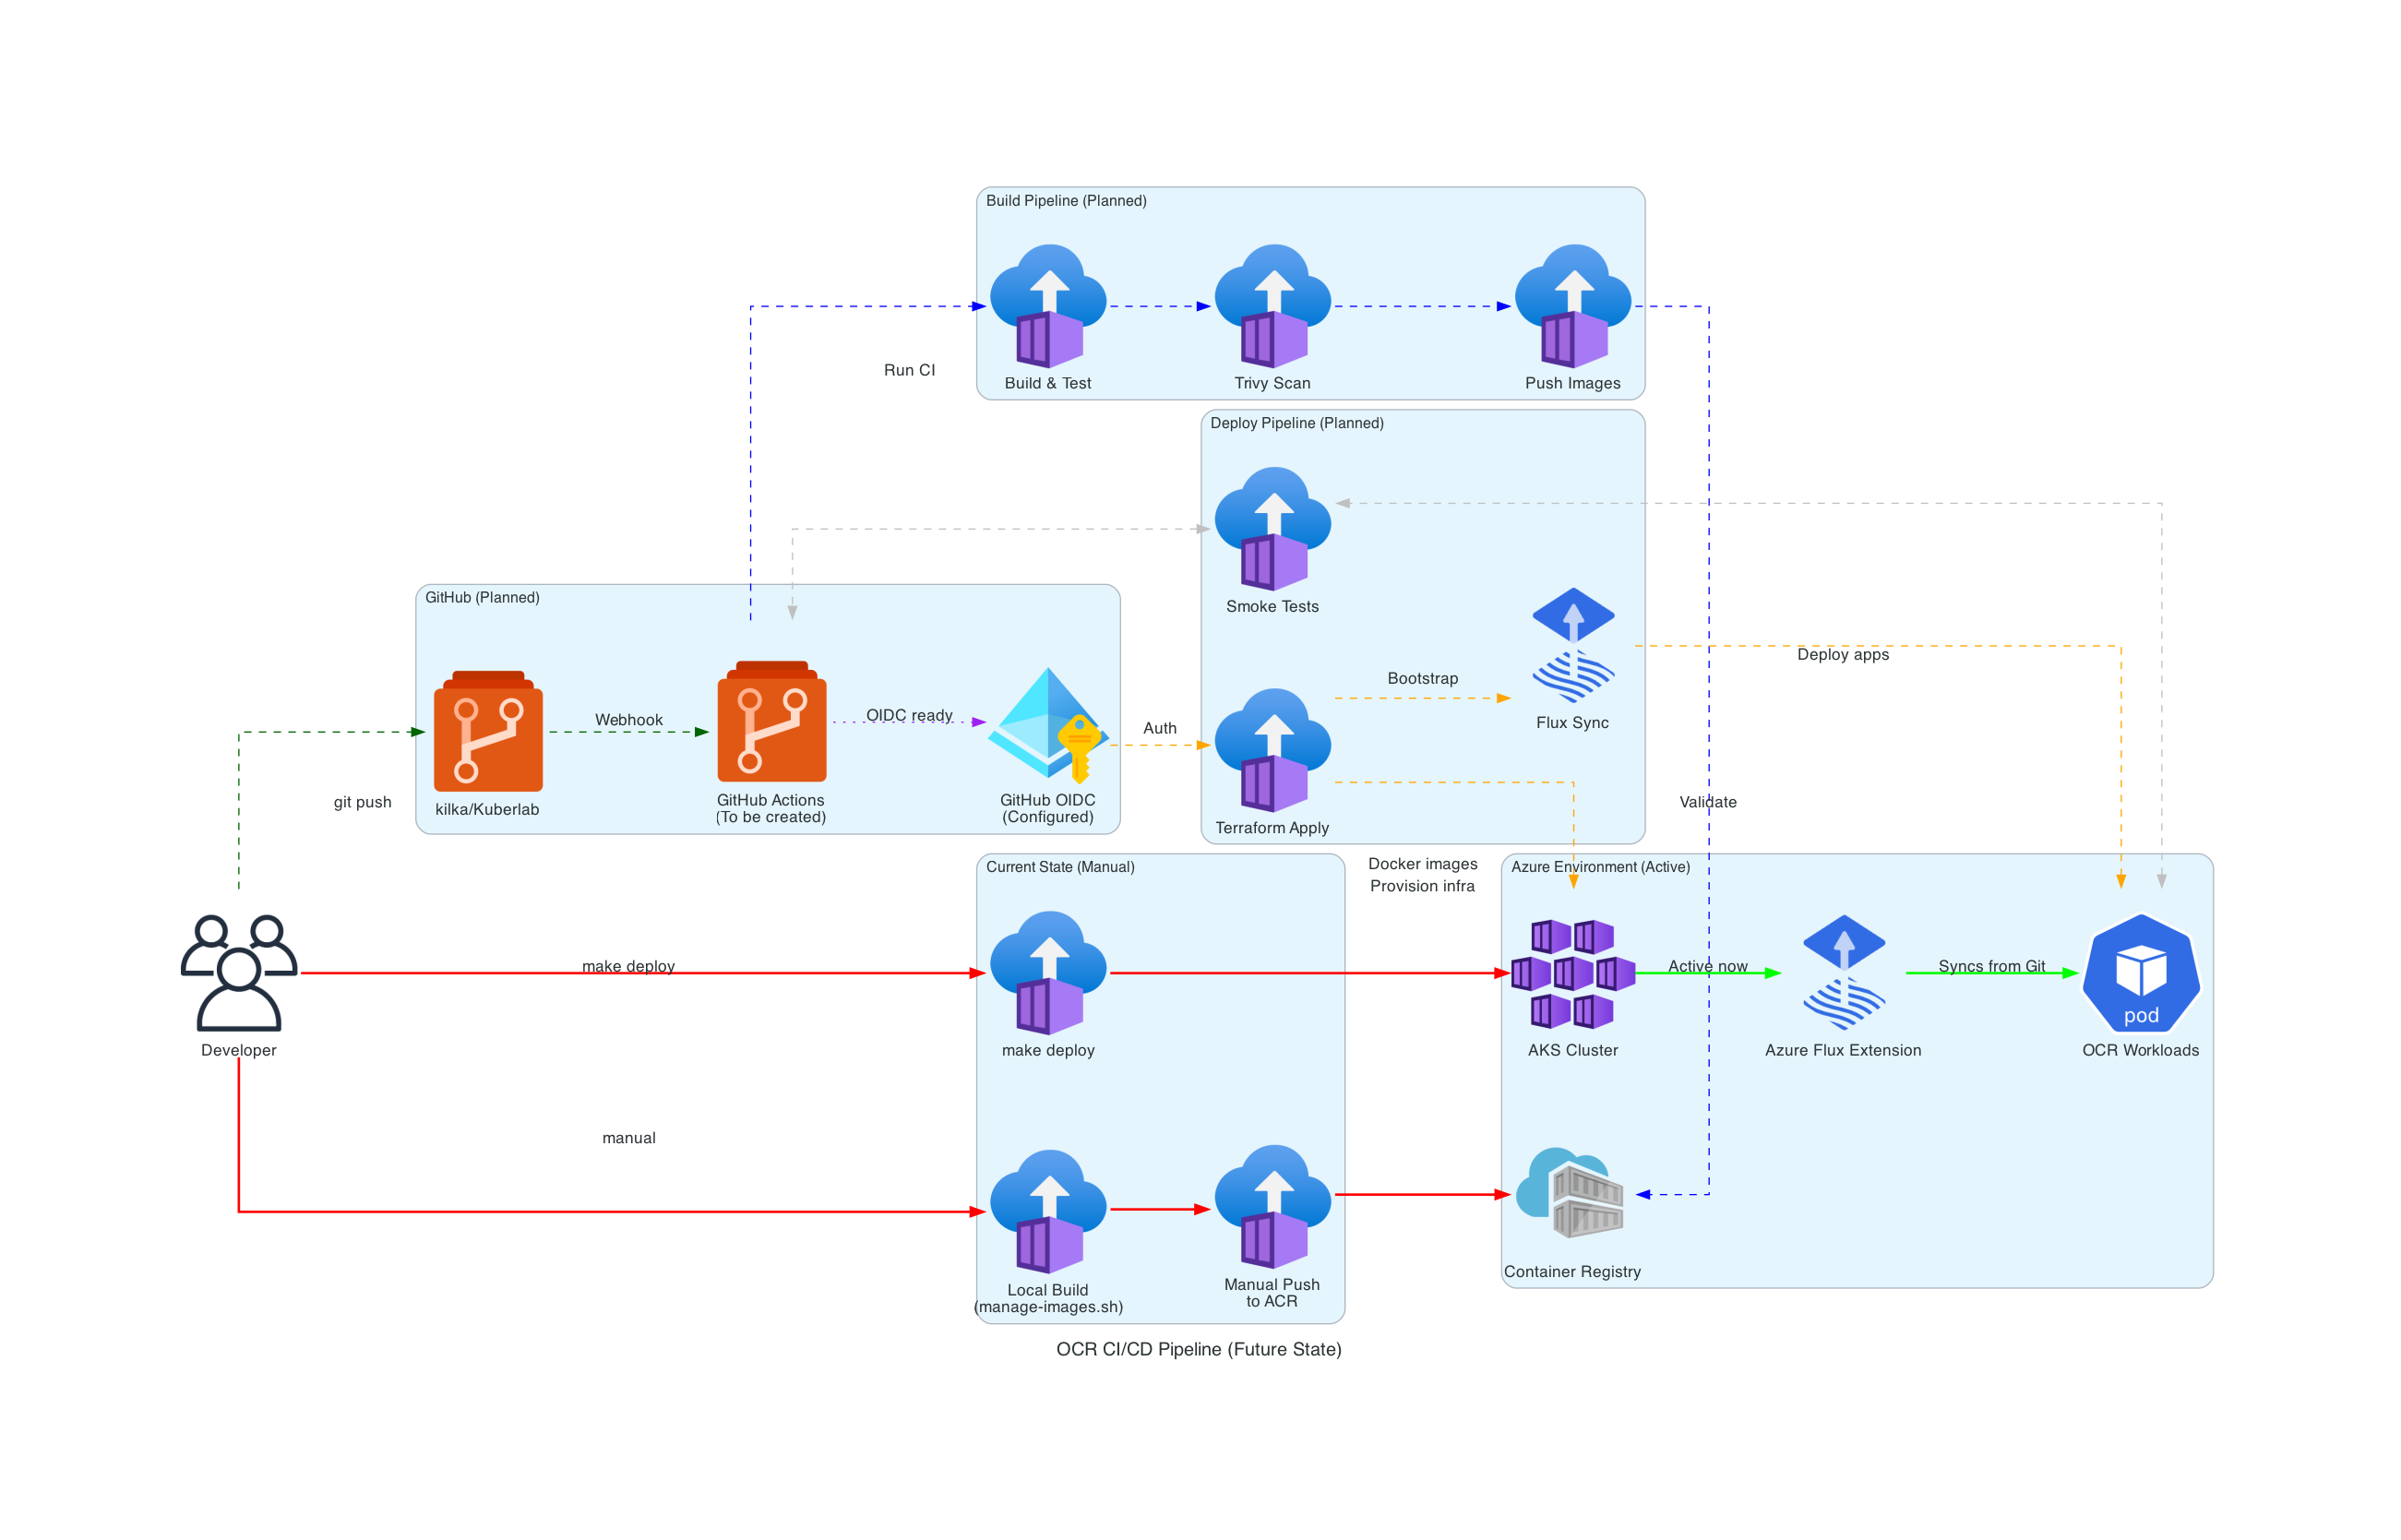 Build Pipeline (Planned)
Build & Test
Trivy Scan
Push Images
Run CI
Deploy Pipeline (Planned)
Smoke Tests
Flux Sync
Bootstrap
Terraform Apply
Deploy apps
GitHub (Planned)
kilka/Kuberlab
Webhook
GitHub Actions
(To be created)
OIDC ready
GitHub OIDC
(Configured)
Auth
git push
Validate
Docker images
Provision infra
Current State (Manual)
make deploy
make deploy
Local Build
(manage-images.sh)
Manual Push
to ACR
Developer
manual
Azure Environment (Active)
AKS Cluster
Active now
Azure Flux Extension
Syncs from Git
pod
OCR Workloads
Container Registry
OCR CI/CD Pipeline (Future State)